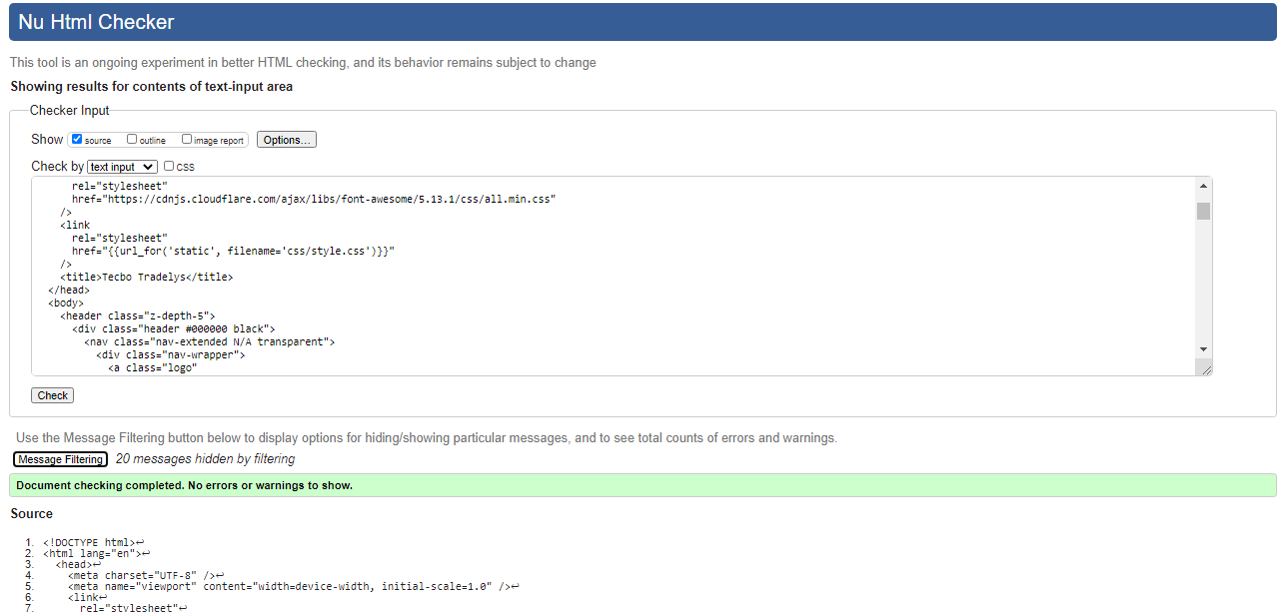 Nu Html Checker
This tool is an ongoing experiment in better HTML checking, and its behavior remains subject to change
Showing results for contents of text-input area
Checker Input
Show source outline image report Options...
Check by text input css
rel="stylesheet"
href="https://cdnjs.cloudflare.com/ajax/libs/font-awesome/5.13.1/css/all.min.css"
/>
<link
rel="stylesheet"
href="{{url_for('static', filename='css/style.css')}}"
/>
<title>Tecbo Tradelys</title>
</head>
<body>
<header class="z-depth-5">
<div class="header #000000 black">
<nav class="nav-extended N/A transparent">
<div class="nav-wrapper">
<a class="logo"
Check
Use the Message Filtering button below to display options for hiding/showing particular messages, and to see total counts of errors and warnings.
Message Filtering 20 messages hidden by filtering
Document checking completed. No errors or warnings to show.
Source
1. <!DOCTYPE html>↩
2. <html lang="en">↩
3. <head>↩
4. <meta charset="UTF-8" />↩
5. <meta name="viewport" content="width=device-width, initial-scale=1.0" />↩
6. <link↩
7. rel="stylesheet"↩